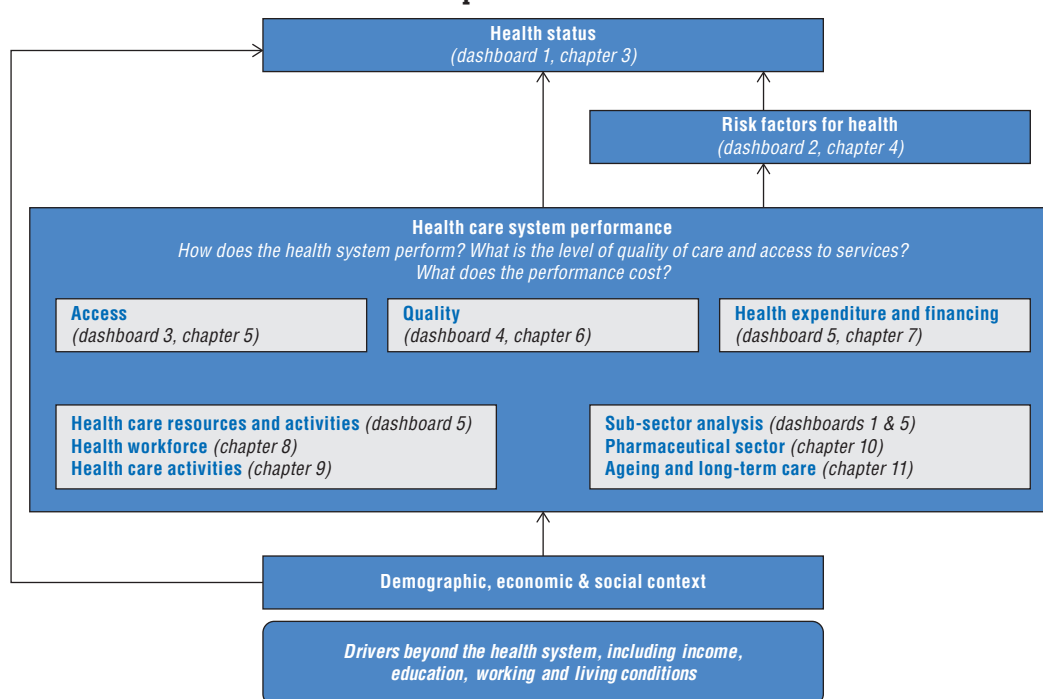 Health status
(dashboard 1, chapter 3)
Risk factors for health
(dashboard 2, chapter 4)
Health care system performance
How does the health system perform? What is the level of quality of care and access to services?
What does the performance cost?
Access
(dashboard 3, chapter 5)
Quality
(dashboard 4, chapter 6)
Health expenditure and financing
(dashboard 5, chapter 7)
Health care resources and activities (dashboard 5)
Health workforce (chapter 8)
Health care activities (chapter 9)
Sub-sector analysis (dashboards 1 & 5)
Pharmaceutical sector (chapter 10)
Ageing and long-term care (chapter 11)
Demographic, economic & social context
Drivers beyond the health system, including income,
education, working and living conditions